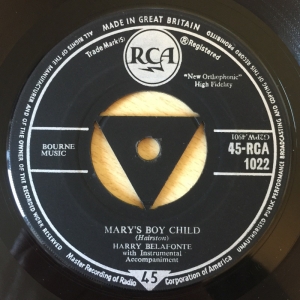 MADE IN GREAT BRITAIN
ALL RIGHTS OF THE MANUFACTURER AND OF THE OWNER OF THE RECORDED WORK RESERVED
UNAUTHORISED PUBLIC PERFORMANCE BROADCASTING AND COPYING OF THIS RECORD PROHIBITED
Trade Mark(s)
®Registered
RCA
"New Orthophonic"
High Fidelity
BOURNE
MUSIC
G2PW.4901
45-RCA
1022
MARY'S BOY CHILD
(Hairston)
HARRY BELAFONTE
with Instrumental
Accompaniment
Master Recording of Radio
45
Corporation of America